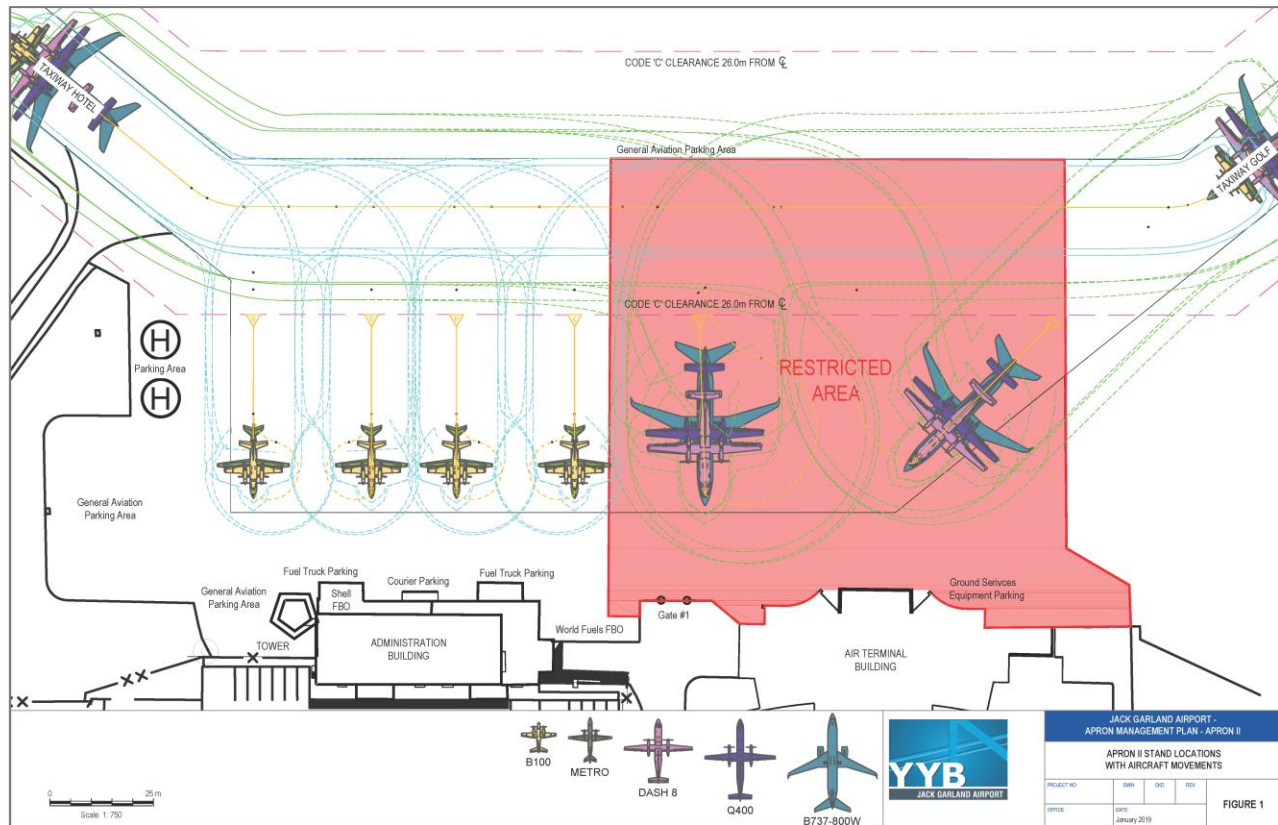 CODE 'C' CLEARANCE 26.0m FROM ℄
TAXIWAY HOTEL
TAXIWAY GOLF
General Aviation Parking Area
CODE 'C' CLEARANCE 26.0m FROM ℄
H
Parking Area
H
RESTRICTED
AREA
General Aviation
Parking Area
Fuel Truck Parking
Courier Parking
Fuel Truck Parking
General Aviation
Parking Area
Shell
FBO
Ground Serivces
Equipment Parking
Gate #1
World Fuels FBO
TOWER
ADMINISTRATION
BUILDING
AIR TERMINAL
BUILDING
B100
METRO
DASH 8
Q400
B737-800W
0 25 m
Scale: 1: 750
YYB
JACK GARLAND AIRPORT
JACK GARLAND AIRPORT -
APRON MANAGEMENT PLAN - APRON II
APRON II STAND LOCATIONS
WITH AIRCRAFT MOVEMENTS
PROJECT NO DWN CKD REV
OFFICE DATE
January 2019
FIGURE 1